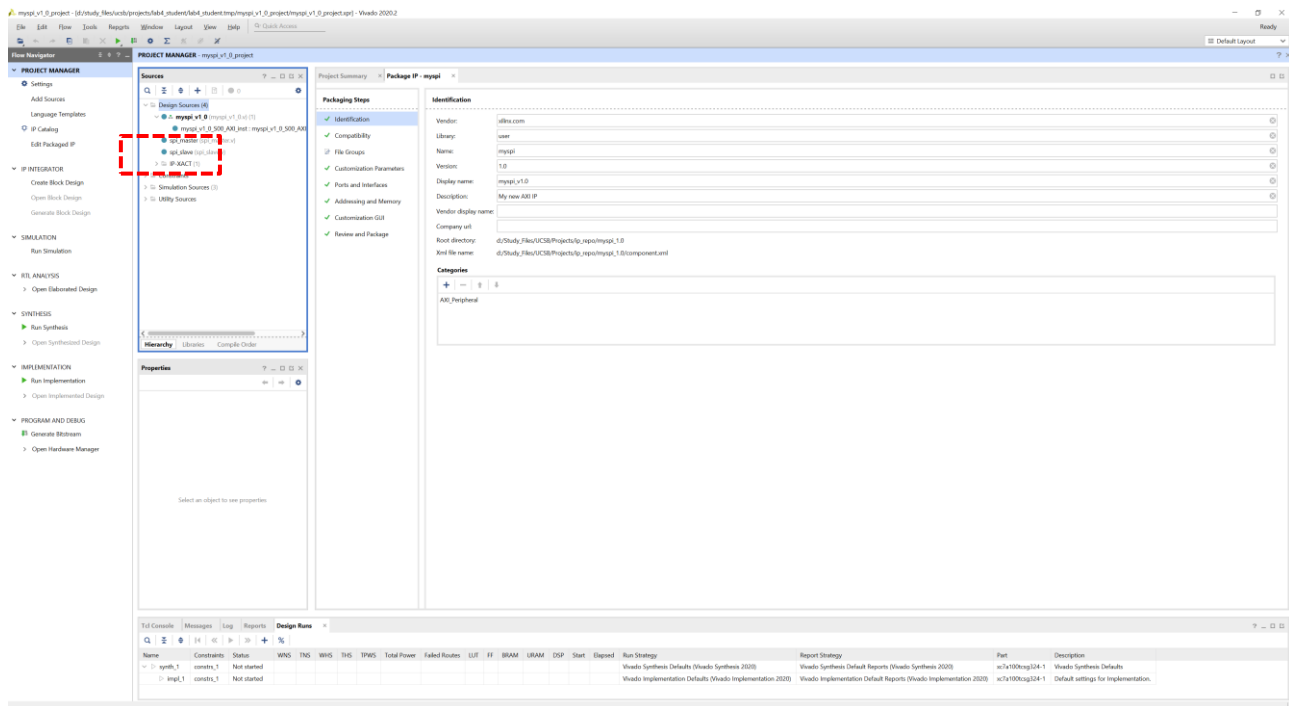 myspi_v1_0_project - [d:/study_files/ucsb/projects/lab4_student/lab4_student.tmp/myspi_v1_0_project/myspi_v1_0_project.xpr] - Vivado 2020.2
File Edit Flow Tools Reports Window Layout View Help Quick Access
Ready
Default Layout
Flow Navigator
PROJECT MANAGER - myspi_v1_0_project
PROJECT MANAGER
Settings
Add Sources
Language Templates
IP Catalog
Edit Packaged IP
IP INTEGRATOR
Create Block Design
Open Block Design
Generate Block Design
SIMULATION
Run Simulation
RTL ANALYSIS
Open Elaborated Design
SYNTHESIS
Run Synthesis
Open Synthesized Design
IMPLEMENTATION
Run Implementation
Open Implemented Design
PROGRAM AND DEBUG
Generate Bitstream
Open Hardware Manager
Sources
Design Sources (4)
myspi_v1_0 (myspi_v1_0.v) (1)
myspi_v1_0_S00_AXI_inst : myspi_v1_0_S00_AXI
spi_master
spi_slave
IP-XACT (1)
Simulation Sources (3)
Utility Sources
Hierarchy Libraries Compile Order
Properties
Select an object to see properties
Project Summary × Package IP - myspi ×
Packaging Steps
Identification
Compatibility
File Groups
Customization Parameters
Ports and Interfaces
Addressing and Memory
Customization GUI
Review and Package
Identification
Vendor: xilinx.com
Library: user
Name: myspi
Version: 1.0
Display name: myspi_v1.0
Description: My new AXI IP
Vendor display name:
Company url:
Root directory: d:/Study_Files/UCSB/Projects/ip_repo/myspi_1.0
Xml file name: d:/Study_Files/UCSB/Projects/ip_repo/myspi_1.0/component.xml
Categories
AXI_Peripheral
Tcl Console Messages Log Reports Design Runs ×
Name Constraints Status WNS TNS WHS THS TPWS Total Power Failed Routes LUT FF BRAM URAM DSP Start Elapsed Run Strategy Report Strategy Part Description
synth_1 constrs_1 Not started Vivado Synthesis Defaults (Vivado Synthesis 2020) Vivado Synthesis Default Reports (Vivado Synthesis 2020) xc7a100tcsg324-1 Vivado Synthesis Defaults
impl_1 constrs_1 Not started Vivado Implementation Defaults (Vivado Implementation 2020) Vivado Implementation Default Reports (Vivado Implementation 2020) xc7a100tcsg324-1 Default settings for Implementation.